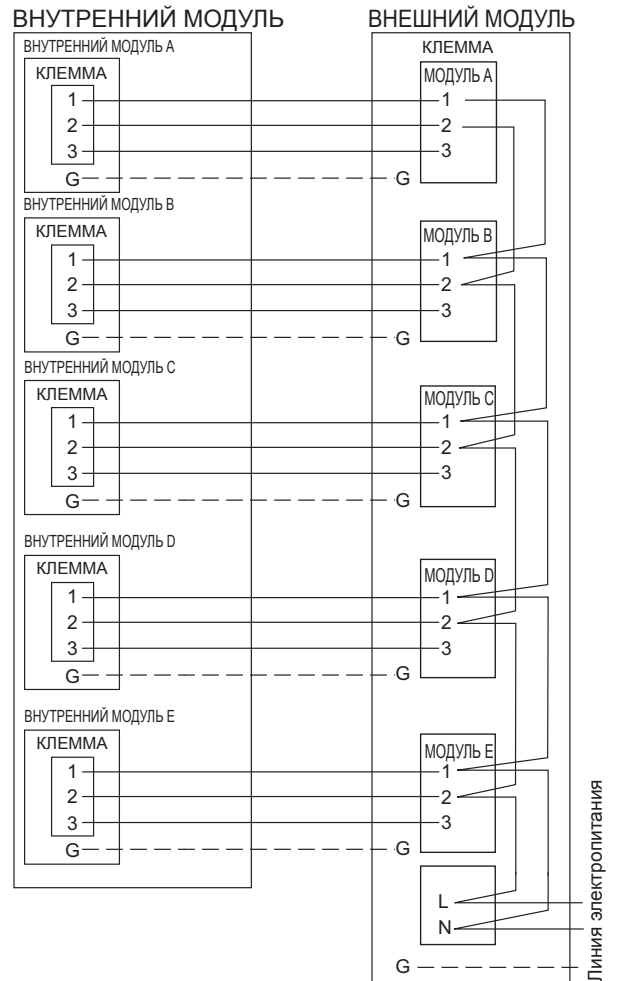 ВНУТРЕННИЙ МОДУЛЬ
ВНЕШНИЙ МОДУЛЬ
ВНУТРЕННИЙ МОДУЛЬ A
КЛЕММА
1
2
3
G
КЛЕММА
МОДУЛЬ A
1
2
3
G
ВНУТРЕННИЙ МОДУЛЬ B
КЛЕММА
1
2
3
G
МОДУЛЬ B
1
2
3
G
ВНУТРЕННИЙ МОДУЛЬ C
КЛЕММА
1
2
3
G
МОДУЛЬ C
1
2
3
G
ВНУТРЕННИЙ МОДУЛЬ D
КЛЕММА
1
2
3
G
МОДУЛЬ D
1
2
3
G
ВНУТРЕННИЙ МОДУЛЬ E
КЛЕММА
1
2
3
G
МОДУЛЬ E
1
2
3
G
L
N
G
Линия электропитания